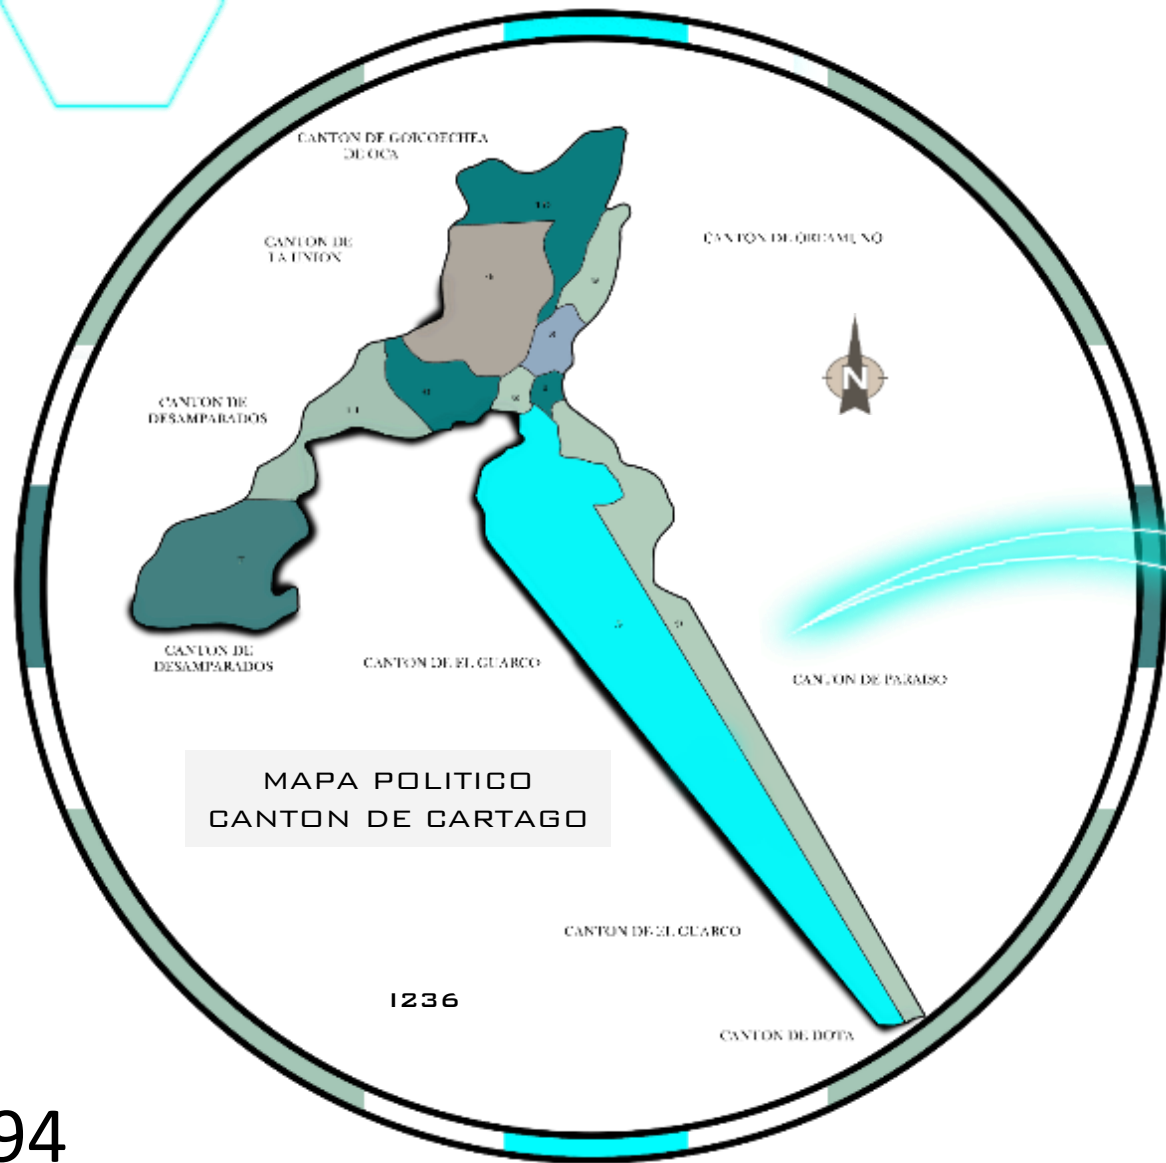 CANTON DE GOICOECHEA
DE OCA
CANTON DE
LA UNION
CANTON DE OREAMUNO
N
CANTON DE
DESAMPARADOS
11
7
CANTON DE
DESAMPARADOS
CANTON DE EL GUARCO
CANTON DE PARAISO
MAPA POLITICO
CANTON DE CARTAGO
CANTON DE EL GUARCO
1236
CANTON DE DOTA
94